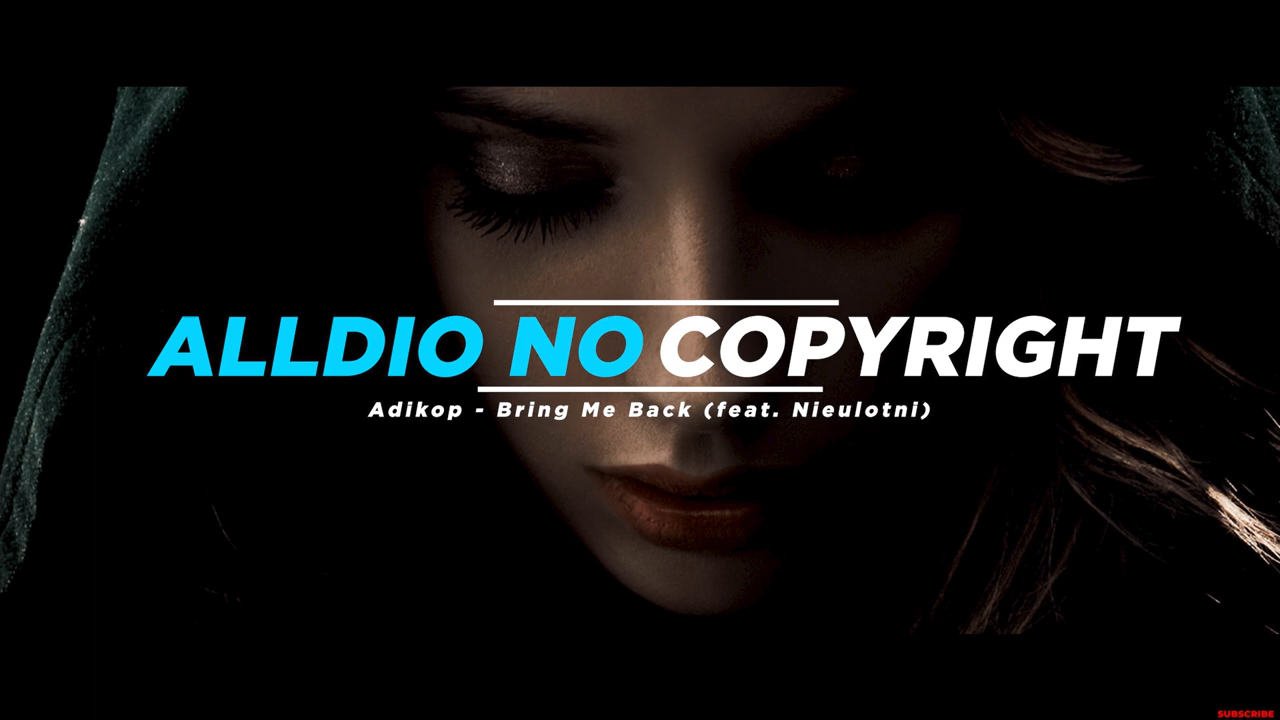 ALLDIO NO COPYRIGHT
Adikop - Bring Me Back (feat. Nieulotni)
SUBSCRIBE